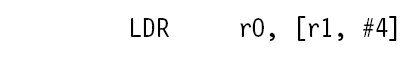 LDR r0, [r1, #4]